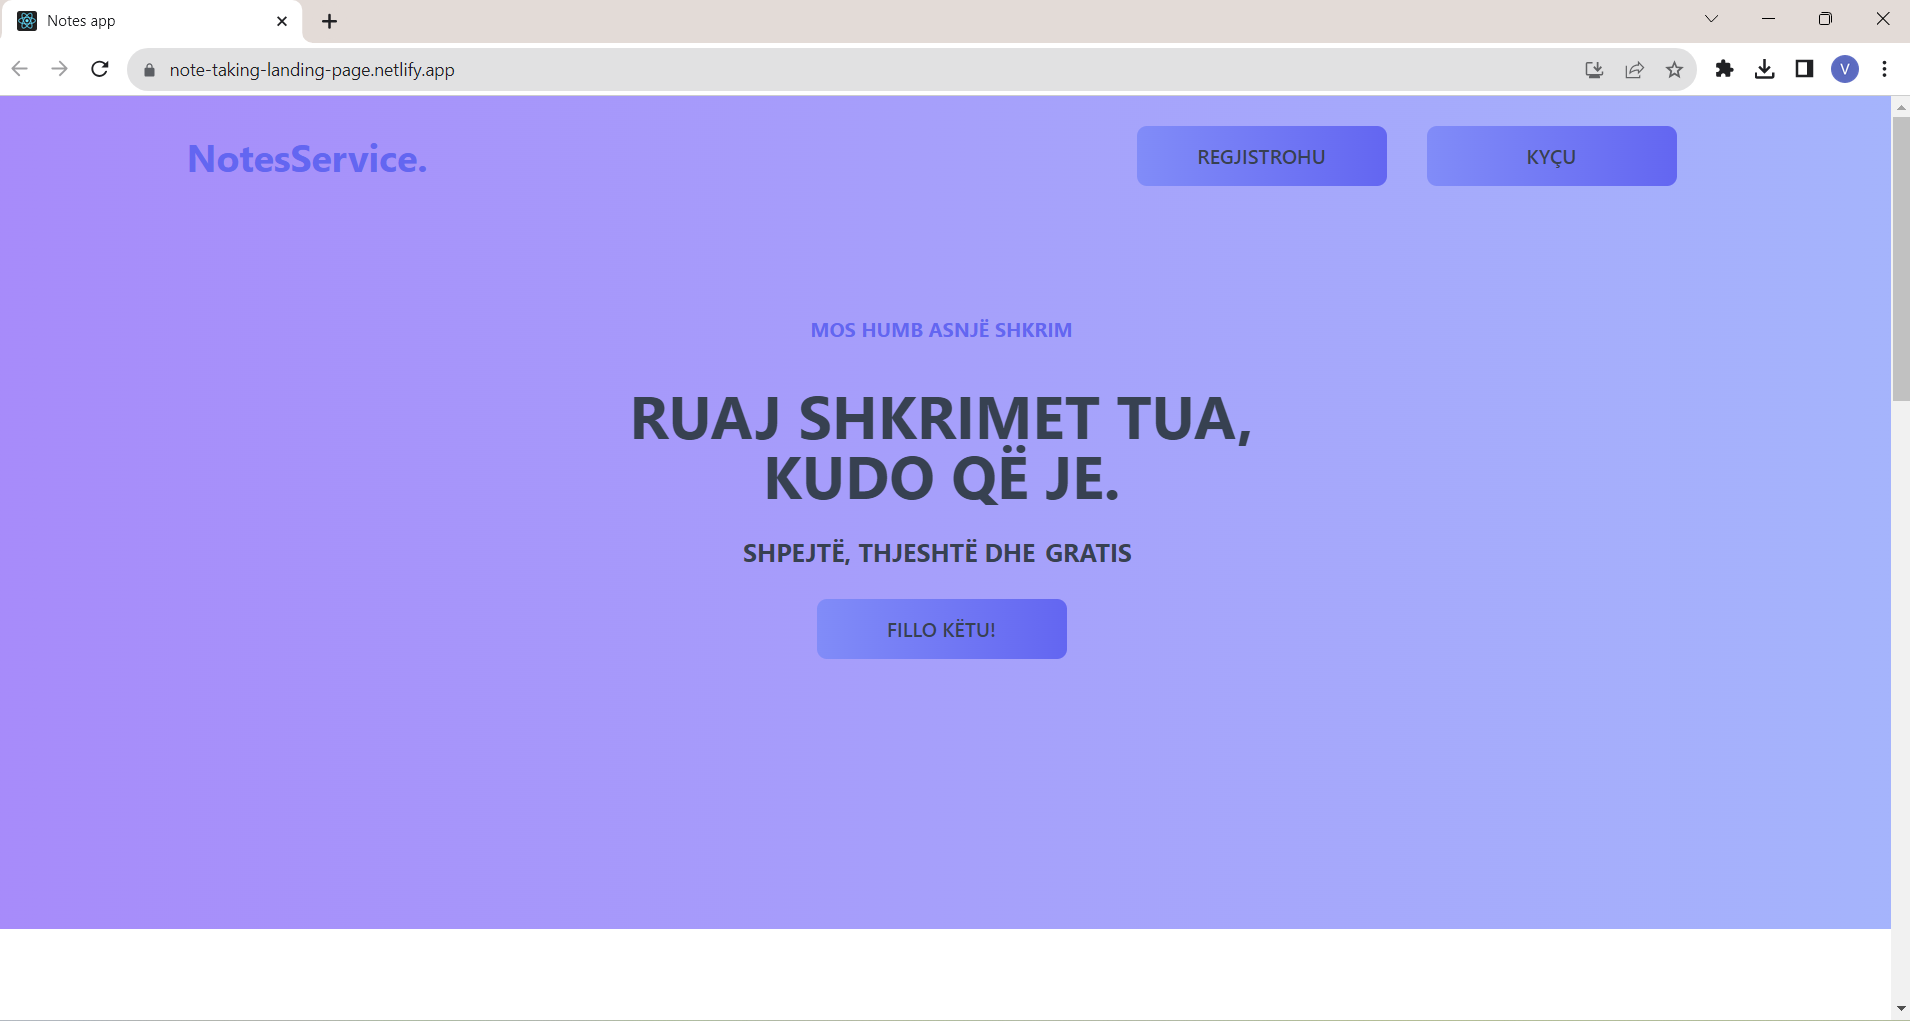 Notes app
note-taking-landing-page.netlify.app
V
NotesService.
REGJISTROHU
KYÇU
MOS HUMB ASNJË SHKRIM
RUAJ SHKRIMET TUA,
KUDO QË JE.
SHPEJTË, THJESHTË DHE GRATIS
FILLO KËTU!